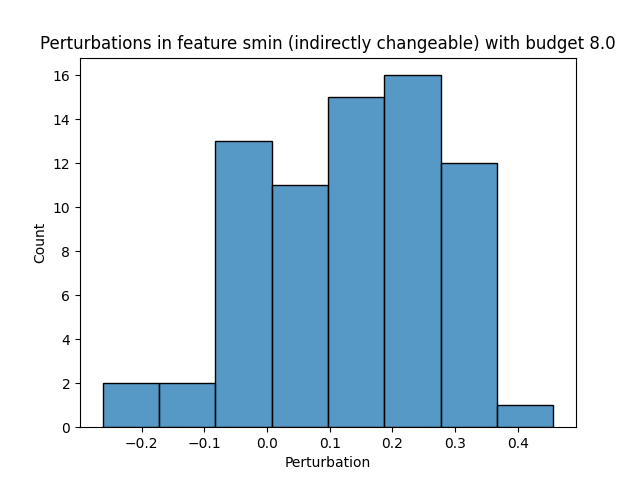 Perturbations in feature smin (indirectly changeable) with budget 8.0
16
14
12
10
8
6
4
2
0
Count
−0.2 −0.1 0.0 0.1 0.2 0.3 0.4
Perturbation